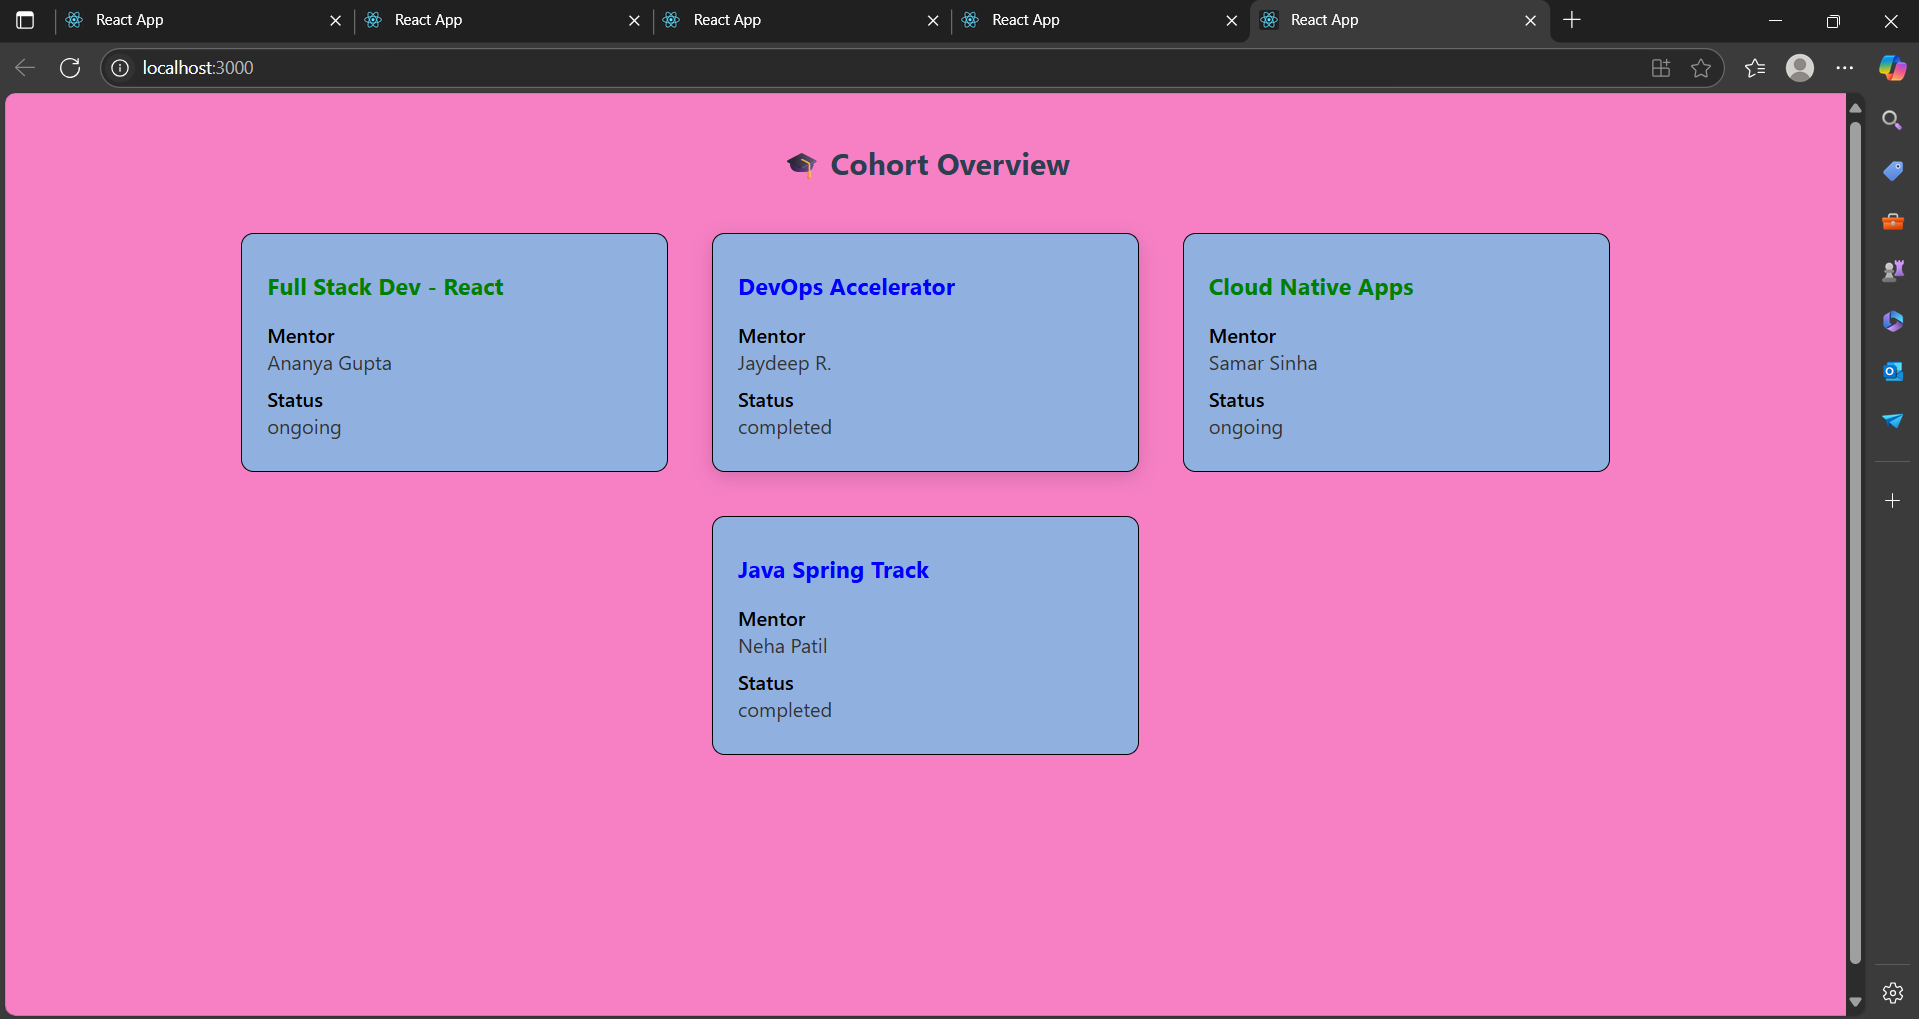 React App
React App
React App
React App
React App
localhost:3000
🎓 Cohort Overview
Full Stack Dev - React
Mentor
Ananya Gupta
Status
ongoing
DevOps Accelerator
Mentor
Jaydeep R.
Status
completed
Cloud Native Apps
Mentor
Samar Sinha
Status
ongoing
Java Spring Track
Mentor
Neha Patil
Status
completed